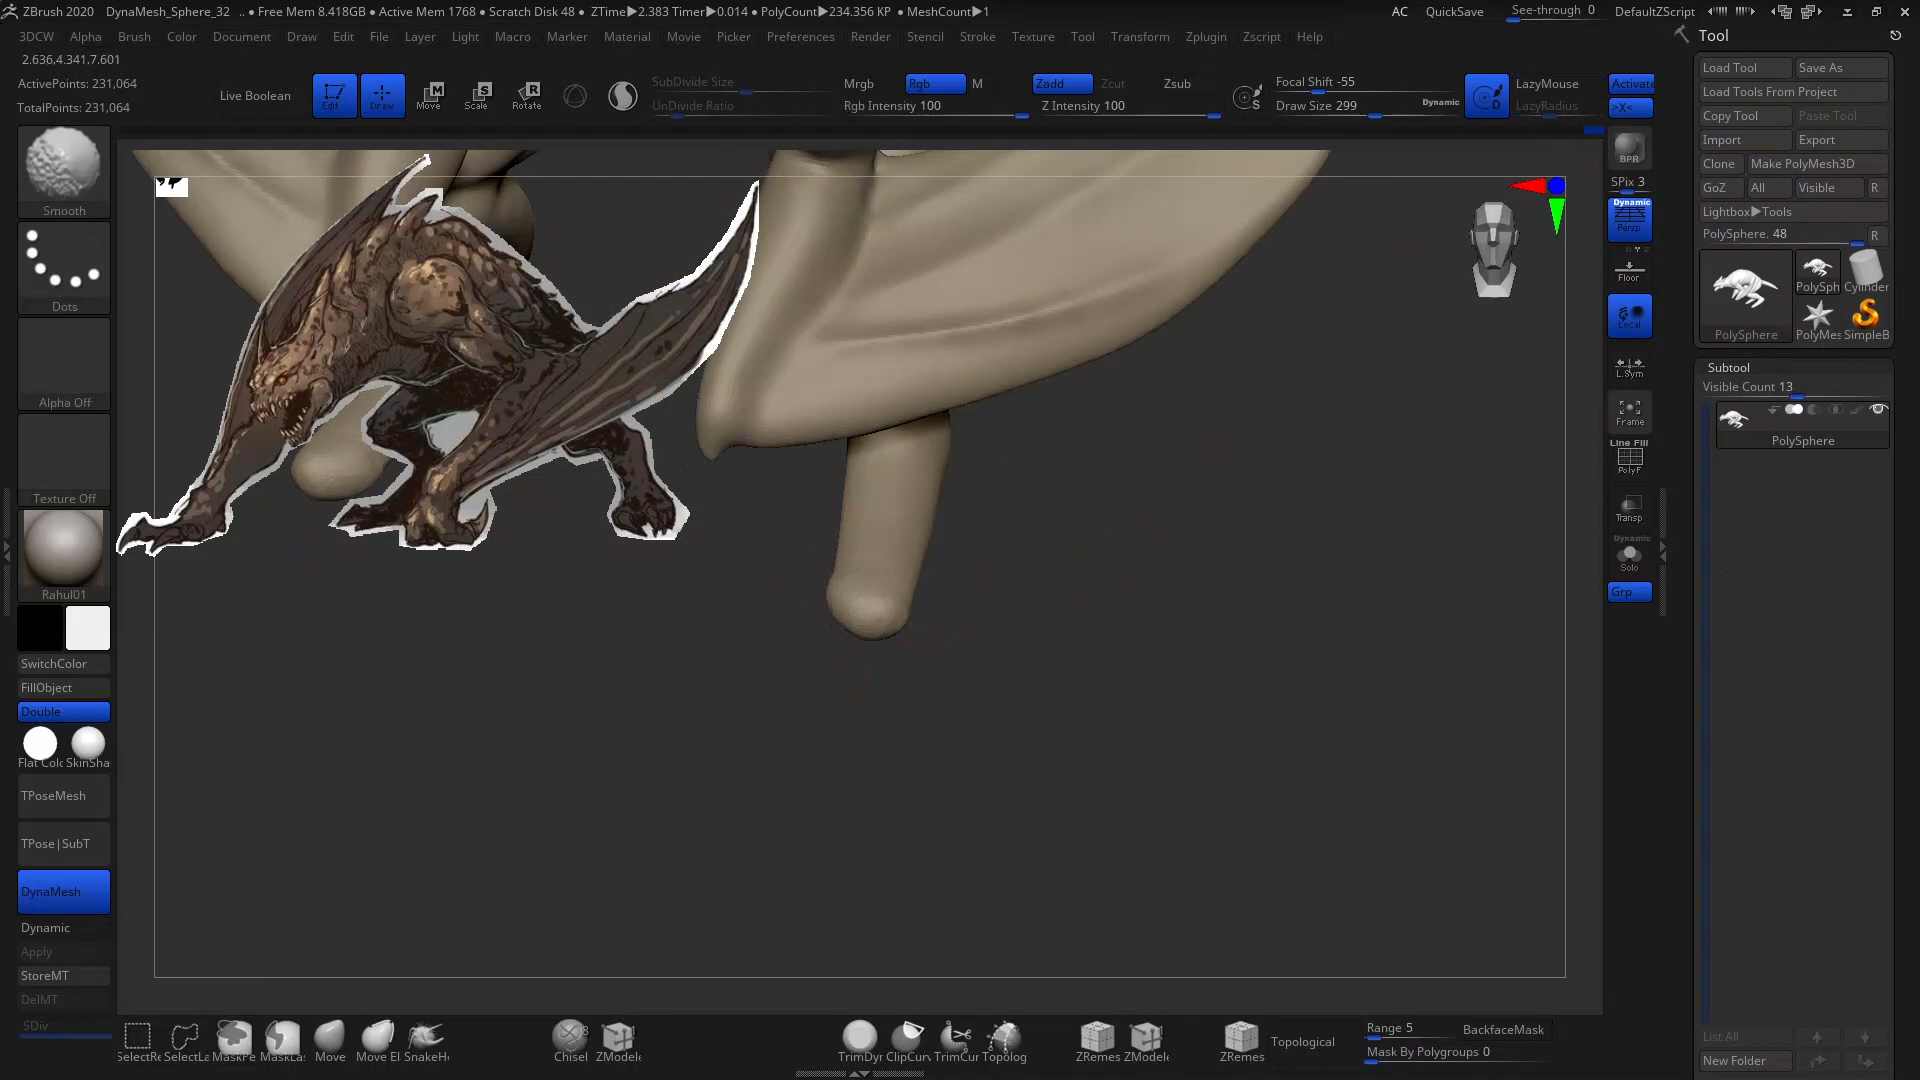 ZBrush 2020 DynaMesh_Sphere_32 .. ● Free Mem 8.418GB ● Active Mem 1768 ● Scratch Disk 48 ● ZTime▶2.383 Timer▶0.014 ● PolyCount▶234.356 KP ● MeshCount▶1 AC QuickSave See-through 0 DefaultZScript
3DCW Alpha Brush Color Document Draw Edit File Layer Light Macro Marker Material Movie Picker Preferences Render Stencil Stroke Texture Tool Transform Zplugin Zscript Help
Tool
2.636,4.341,7.601
ActivePoints: 231,064
TotalPoints: 231,064
Live Boolean
Edit
Draw
Move
Scale
Rotate
SubDivide Size
UnDivide Ratio
Mrgb Rgb M
Rgb Intensity 100
Zadd Zcut Zsub
Z Intensity 100
Focal Shift -55
Draw Size 299 Dynamic
LazyMouse
LazyRadius
Activate
>X<
Load Tool Save As
Load Tools From Project
Copy Tool Paste Tool
Import Export
Clone Make PolyMesh3D
GoZ All Visible R
Lightbox▶Tools
PolySphere. 48 R
PolySphere
PolySph
Cylinder
PolyMes
SimpleB
Subtool
Visible Count 13
PolySphere
List All
New Folder
Smooth
Dots
Alpha Off
Texture Off
Rahul01
SwitchColor
FillObject
Double
Flat Colc SkinSha
TPoseMesh
TPose|SubT
DynaMesh
Dynamic
Apply
StoreMT
DelMT
SDiv
BPR
SPix 3
Dynamic
Persp
Floor
Local
L.Sym
Frame
Line Fill
PolyF
Transp
Dynamic
Solo
Grp
SelectRe SelectLa MaskPe MaskLas Move Move El SnakeHo
Chisel ZModele
TrimDyr ClipCurv TrimCur Topolog
ZRemes ZModele
ZRemes
Topological
Range 5 BackfaceMask
Mask By Polygroups 0